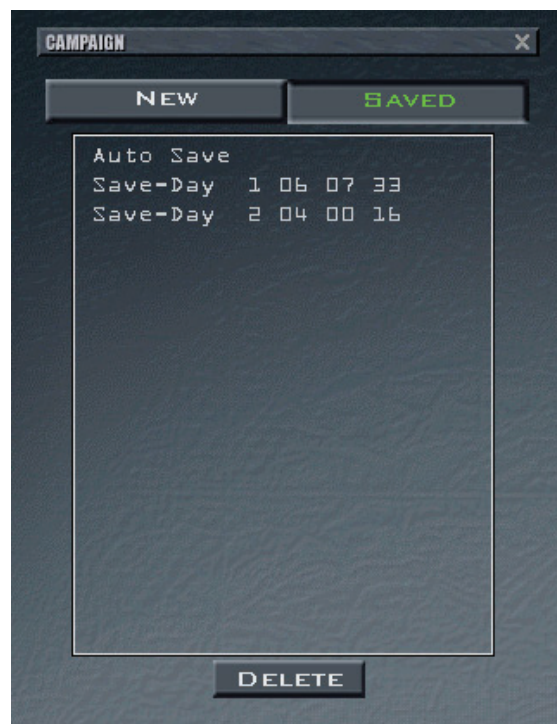 CAMPAIGN
NEW
SAVED
Auto Save
Save-Day 1 06 07 33
Save-Day 2 04 00 16
DELETE